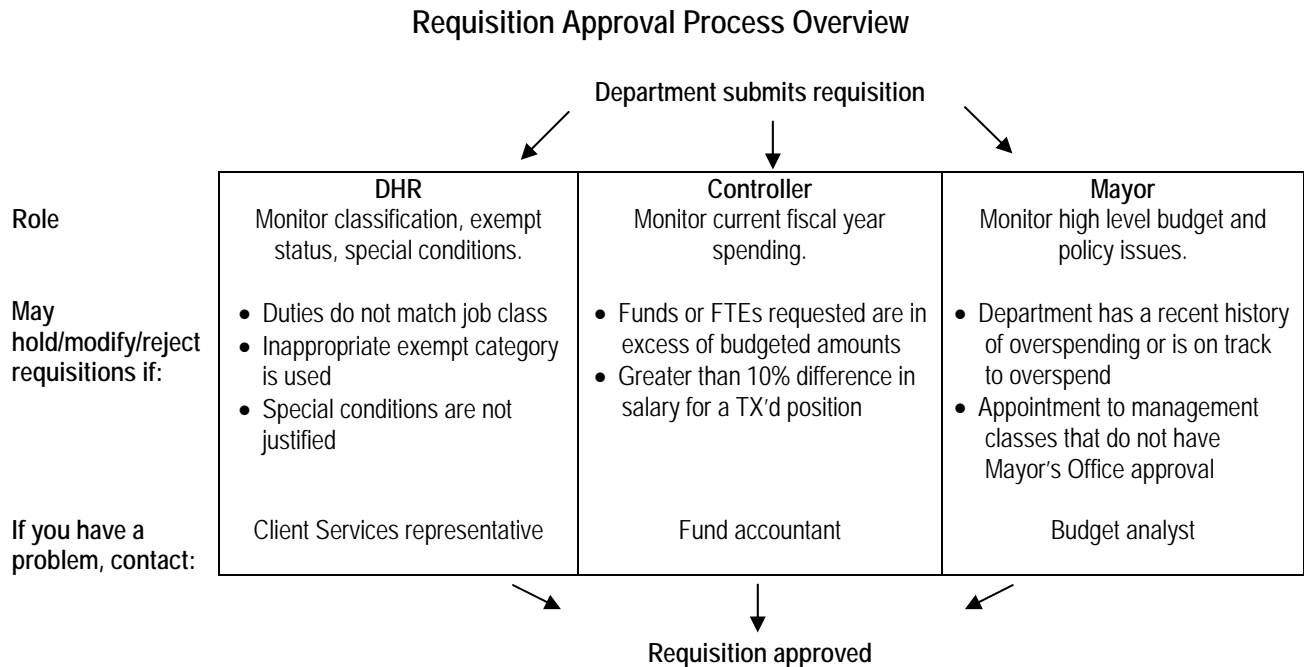 Requisition Approval Process Overview
Department submits requisition
DHR
Controller
Mayor
Role
Monitor classification, exempt
status, special conditions.
Monitor current fiscal year
spending.
Monitor high level budget and
policy issues.
May
hold/modify/reject
requisitions if:
• Duties do not match job class
• Inappropriate exempt category
is used
• Special conditions are not
justified
• Funds or FTEs requested are in
excess of budgeted amounts
• Greater than 10% difference in
salary for a TX'd position
• Department has a recent history
of overspending or is on track
to overspend
• Appointment to management
classes that do not have
Mayor's Office approval
If you have a
problem, contact:
Client Services representative
Fund accountant
Budget analyst
Requisition approved